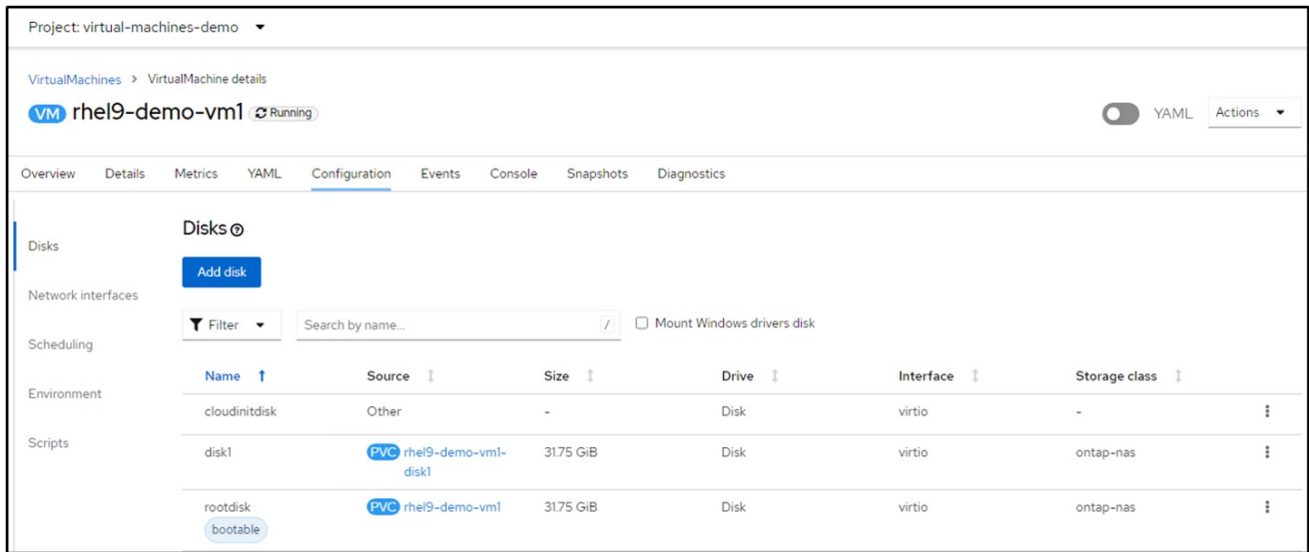 Project: virtual-machines-demo
VirtualMachines > VirtualMachine details
VM rhel9-demo-vm1 Running
YAML Actions
Overview Details Metrics YAML Configuration Events Console Snapshots Diagnostics
Disks
Network interfaces
Scheduling
Environment
Scripts
Disks
Add disk
Filter Search by name... / Mount Windows drivers disk
Name Source Size Drive Interface Storage class
cloudinitdisk Other - Disk virtio -
disk1 PVC rhel9-demo-vm1- 31.75 GiB Disk virtio ontap-nas
disk1
rootdisk PVC rhel9-demo-vm1 31.75 GiB Disk virtio ontap-nas
bootable